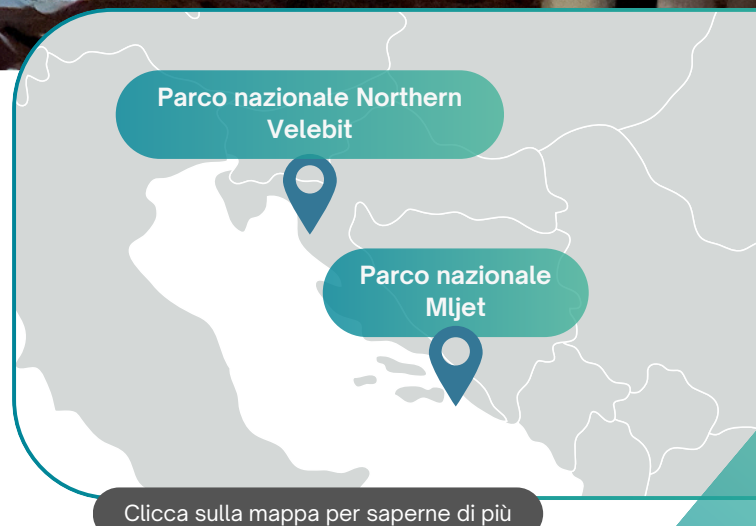 Parco nazionale Northern
Velebit
Parco nazionale
Mljet
Clicca sulla mappa per saperne di più